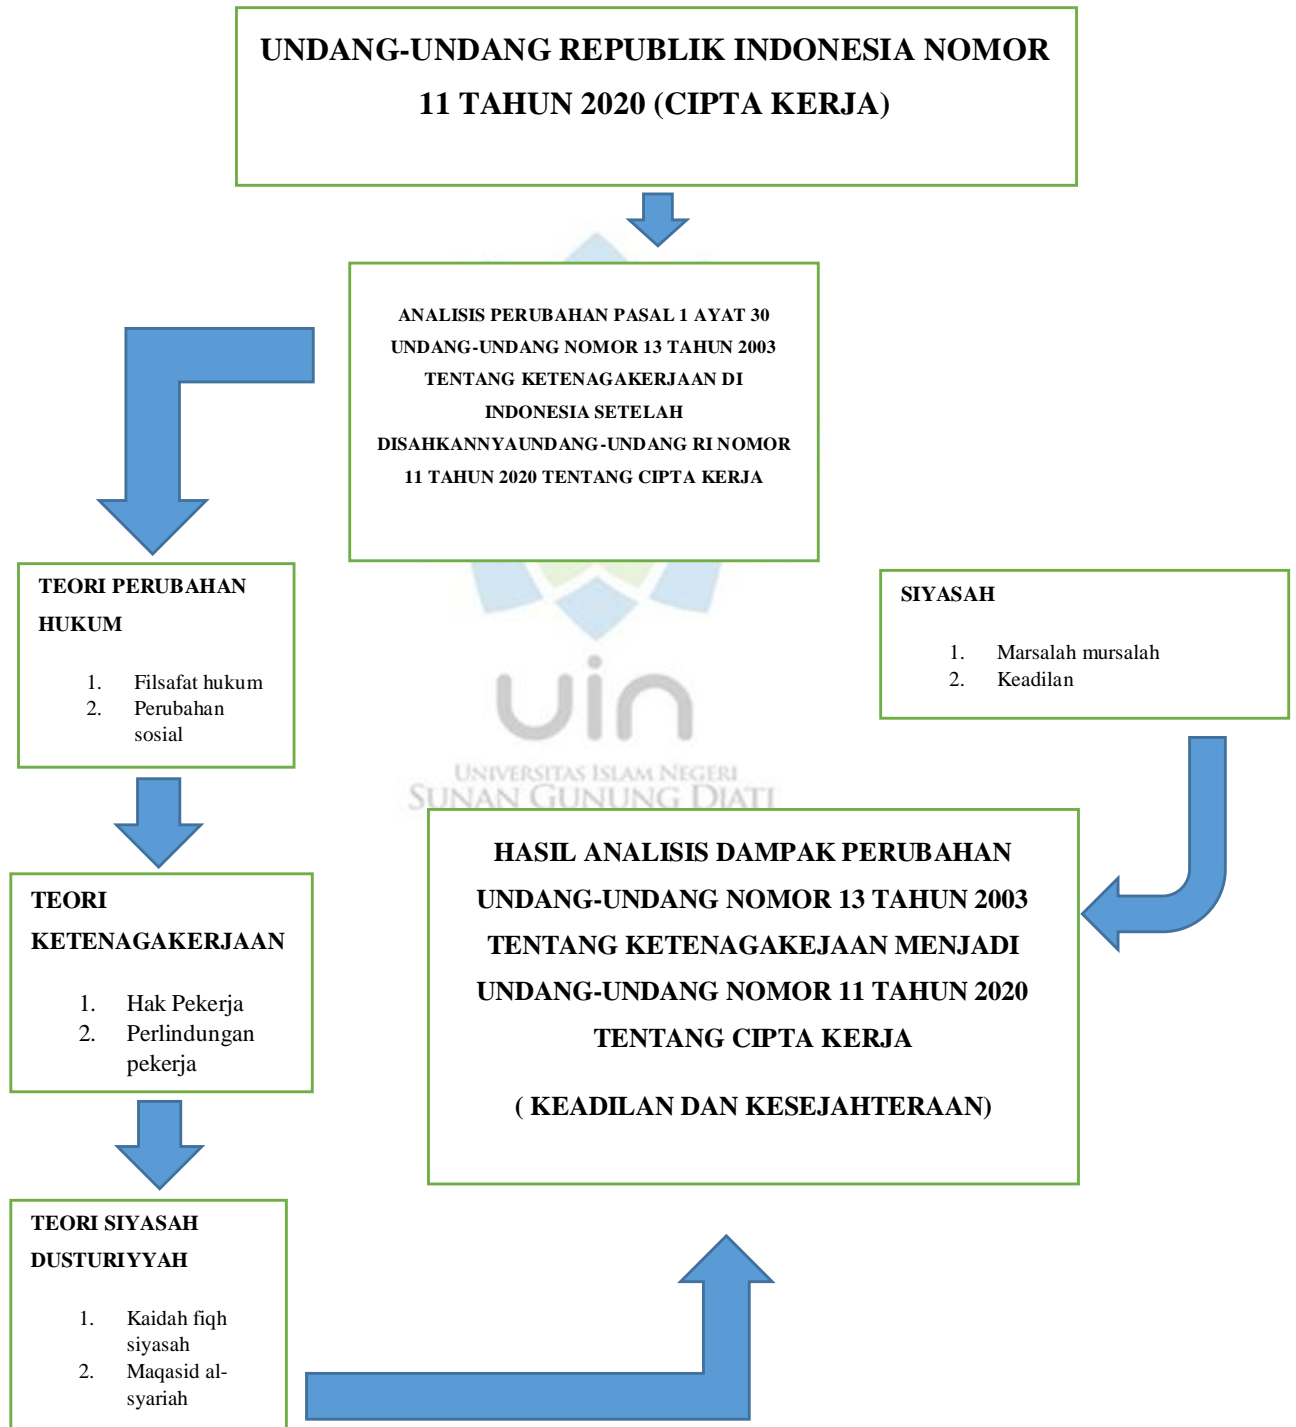 UNDANG-UNDANG REPUBLIK INDONESIA NOMOR
11 TAHUN 2020 (CIPTA KERJA)
ANALISIS PERUBAHAN PASAL 1 AYAT 30
UNDANG-UNDANG NOMOR 13 TAHUN 2003
TENTANG KETENAGAKERJAAN DI
INDONESIA SETELAH
DISAHKANNYAUNDANG-UNDANG RI NOMOR
11 TAHUN 2020 TENTANG CIPTA KERJA
TEORI PERUBAHAN
HUKUM
1. Filsafat hukum
2. Perubahan
sosial
SIYASAH
1. Marsalah mursalah
2. Keadilan
uin
UNIVERSITAS ISLAM NEGERI
SUNAN GUNUNG DJATI
TEORI
KETENAGAKERJAAN
1. Hak Pekerja
2. Perlindungan
pekerja
HASIL ANALISIS DAMPAK PERUBAHAN
UNDANG-UNDANG NOMOR 13 TAHUN 2003
TENTANG KETENAGAKEJAAN MENJADI
UNDANG-UNDANG NOMOR 11 TAHUN 2020
TENTANG CIPTA KERJA
( KEADILAN DAN KESEJAHTERAAN)
TEORI SIYASAH
DUSTURIYYAH
1. Kaidah fiqh
siyasah
2. Maqasid al-
syariah